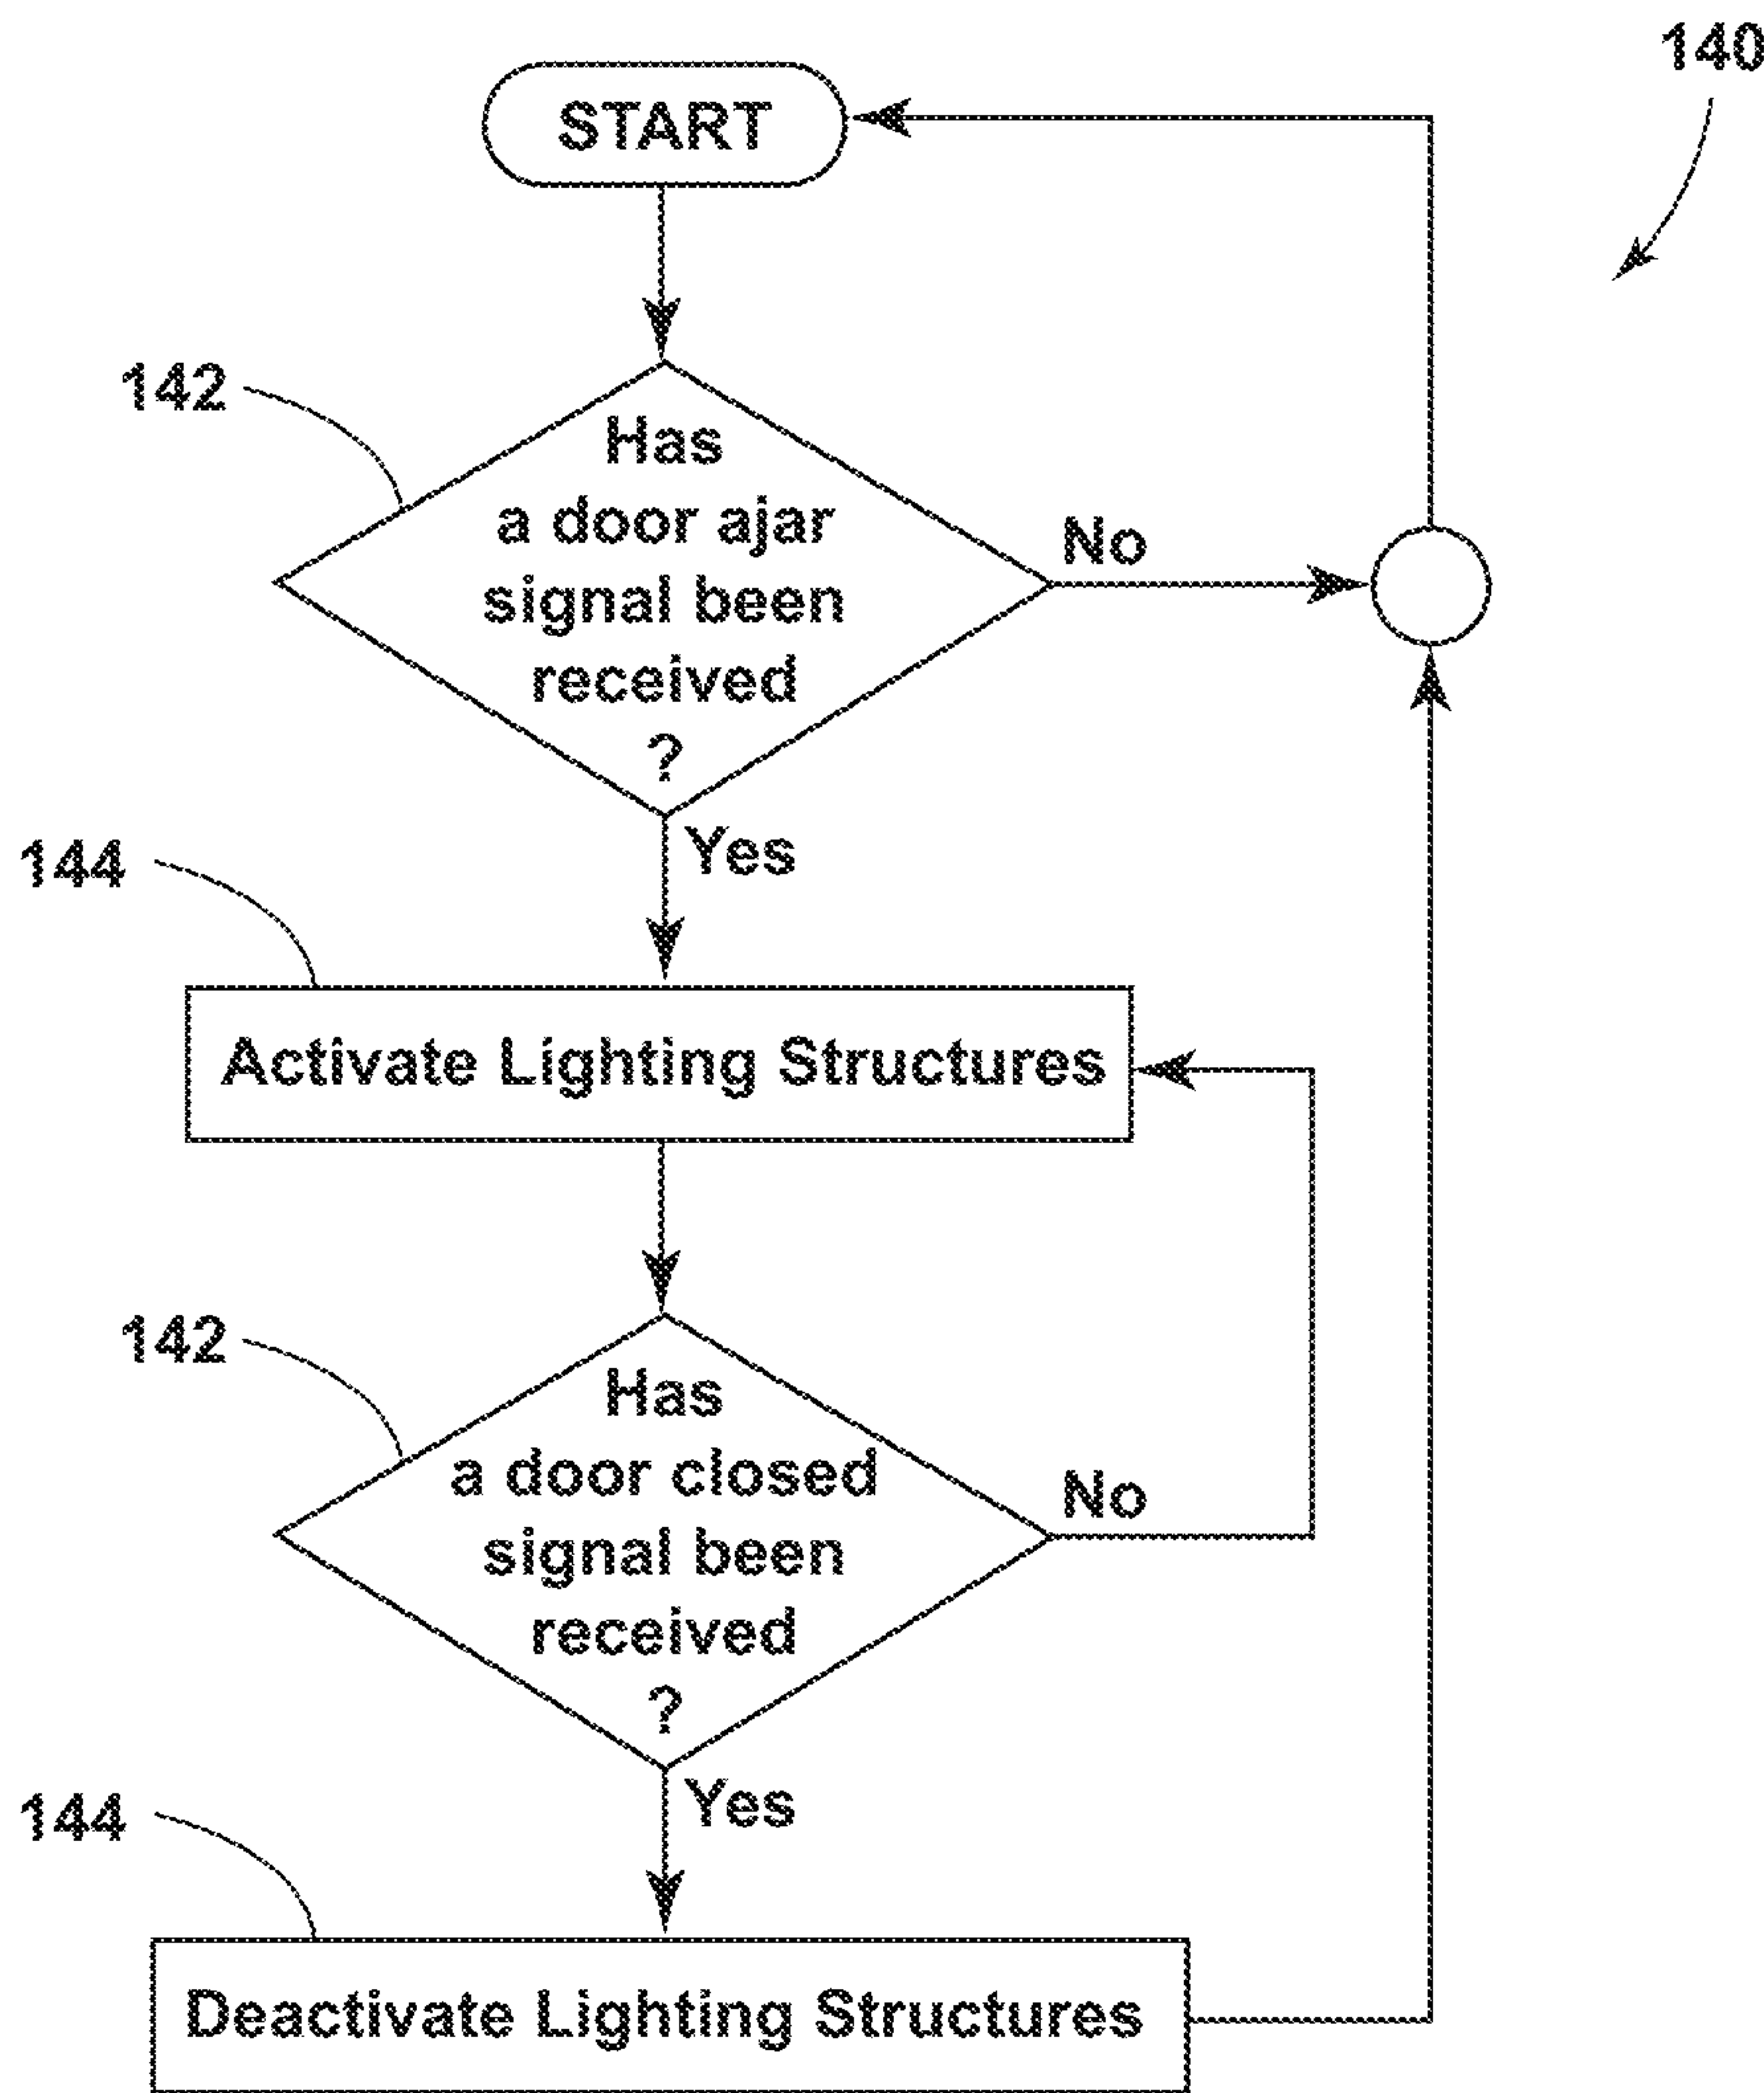 140
START
142
Has
a door ajar
signal been
received
?
No
Yes
144
Activate Lighting Structures
142
Has
a door closed
signal been
received
?
No
Yes
144
Deactivate Lighting Structures